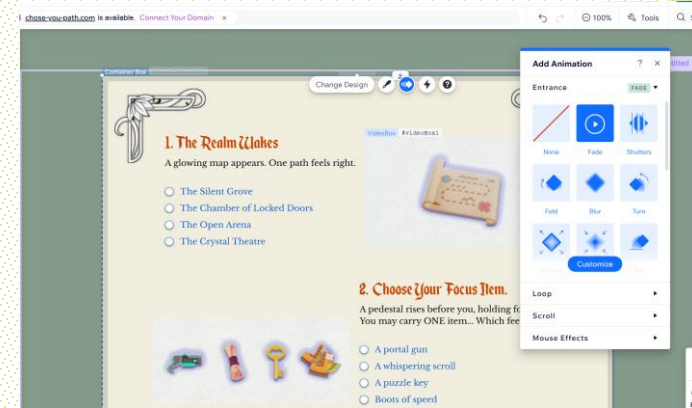 chose-you-path.com is available. Connect Your Domain ×
100%
Tools
Container Box
Change Design
2
?
1. The Realm Wakes
A glowing map appears. One path feels right.
The Silent Grove
The Chamber of Locked Doors
The Open Arena
The Crystal Theatre
VideoBox #videoBox1
2. Choose Your Focus Item.
A pedestal rises before you, holding
You may carry ONE item... Which
A portal gun
A whispering scroll
A puzzle key
Boots of speed
Add Animation ? ×
Entrance FADE
None Fade Shutters
Fold Blur Turn
Customize
Loop
Scroll
Mouse Effects